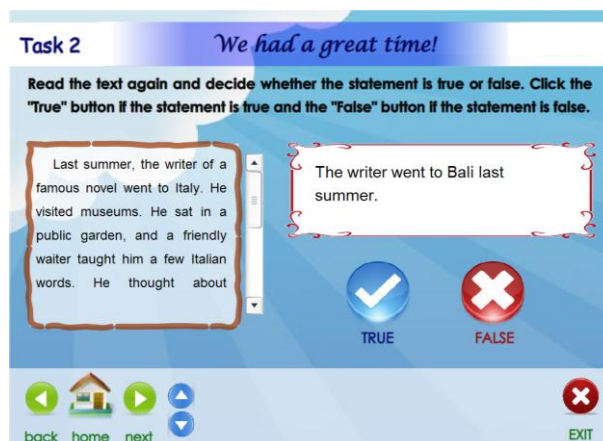 Task 2
We had a great time!
Read the text again and decide whether the statement is true or false. Click the
"True" button if the statement is true and the "False" button if the statement is false.
Last summer, the writer of a
famous novel went to Italy. He
visited museums. He sat in a
public garden, and a friendly
waiter taught him a few Italian
words. He thought about
The writer went to Bali last
summer.
TRUE
FALSE
back
home
next
EXIT